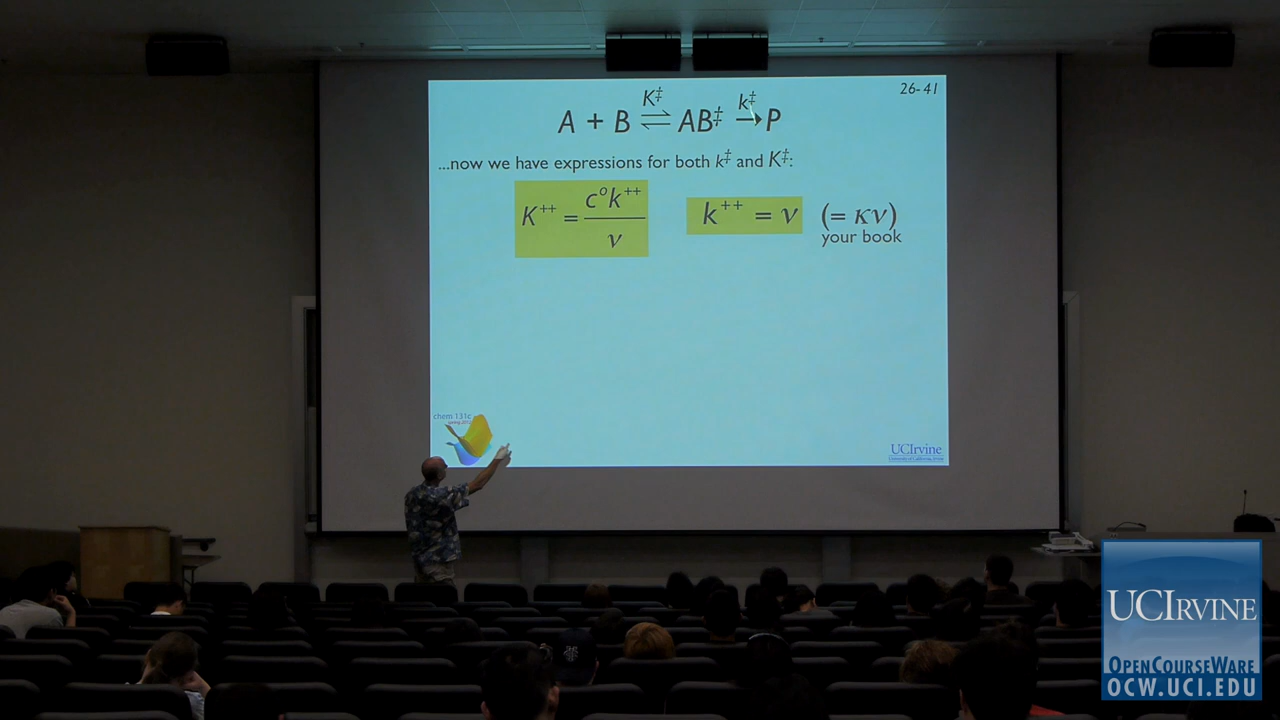 26-41
A + B ⇌ AB‡ → P
K‡ k‡
...now we have expressions for both k‡ and K‡:
K⁺⁺ = c°k⁺⁺ / ν
k⁺⁺ = ν (= κν)
your book
chem 131c
UCIrvine
UCIRVINE
OPENCOURSEWARE
OCW.UCI.EDU